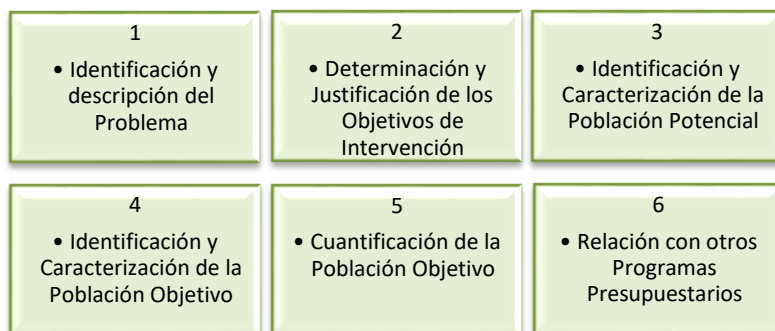 1
• Identificación y
descripción del
Problema
2
• Determinación y
Justificación de los
Objetivos de
Intervención
3
• Identificación y
Caracterización de la
Población Potencial
4
• Identificación y
Caracterización de la
Población Objetivo
5
• Cuantificación de la
Población Objetivo
6
• Relación con otros
Programas
Presupuestarios